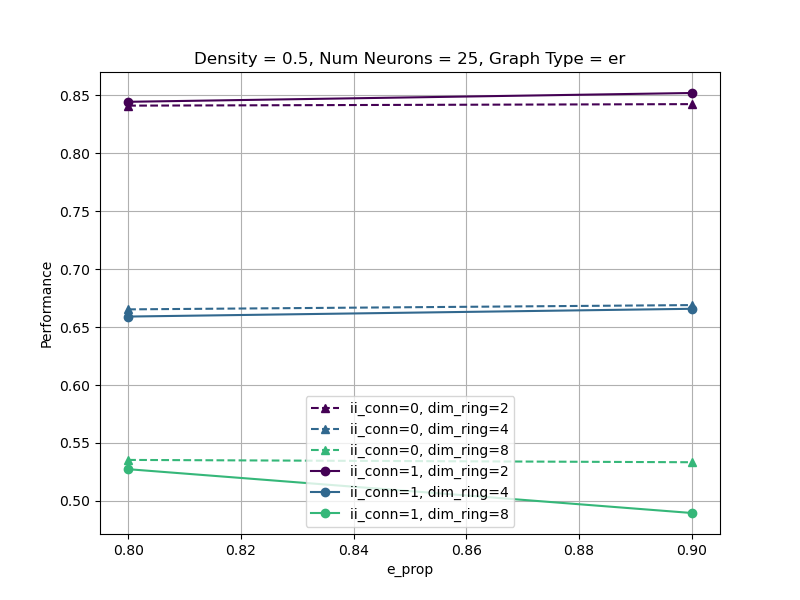 Density = 0.5, Num Neurons = 25, Graph Type = er
Performance
0.85
0.80
0.75
0.70
0.65
0.60
0.55
0.50
ii_conn=0, dim_ring=2
ii_conn=0, dim_ring=4
ii_conn=0, dim_ring=8
ii_conn=1, dim_ring=2
ii_conn=1, dim_ring=4
ii_conn=1, dim_ring=8
0.80 0.82 0.84 0.86 0.88 0.90
e_prop